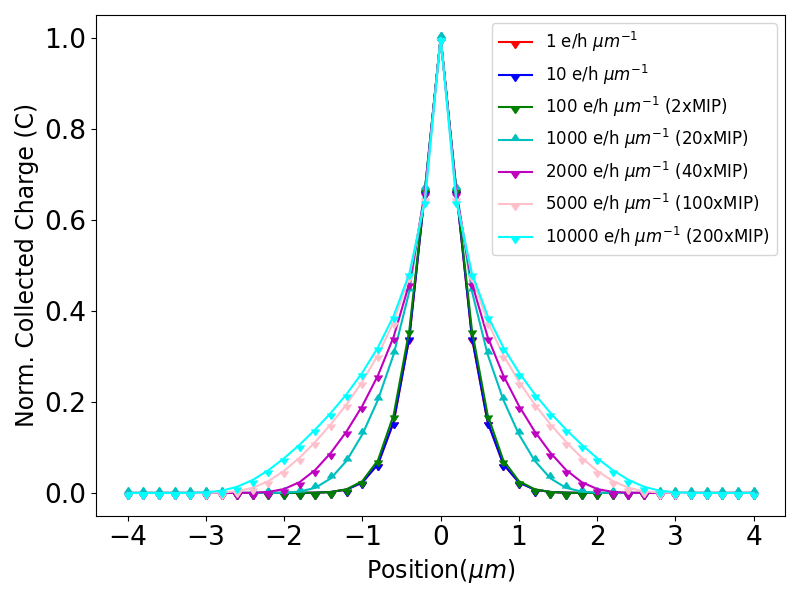 Norm. Collected Charge (C)
1.0
0.8
0.6
0.4
0.2
0.0
1 e/h μm⁻¹
10 e/h μm⁻¹
100 e/h μm⁻¹ (2xMIP)
1000 e/h μm⁻¹ (20xMIP)
2000 e/h μm⁻¹ (40xMIP)
5000 e/h μm⁻¹ (100xMIP)
10000 e/h μm⁻¹ (200xMIP)
−4 −3 −2 −1 0 1 2 3 4
Position(μm)